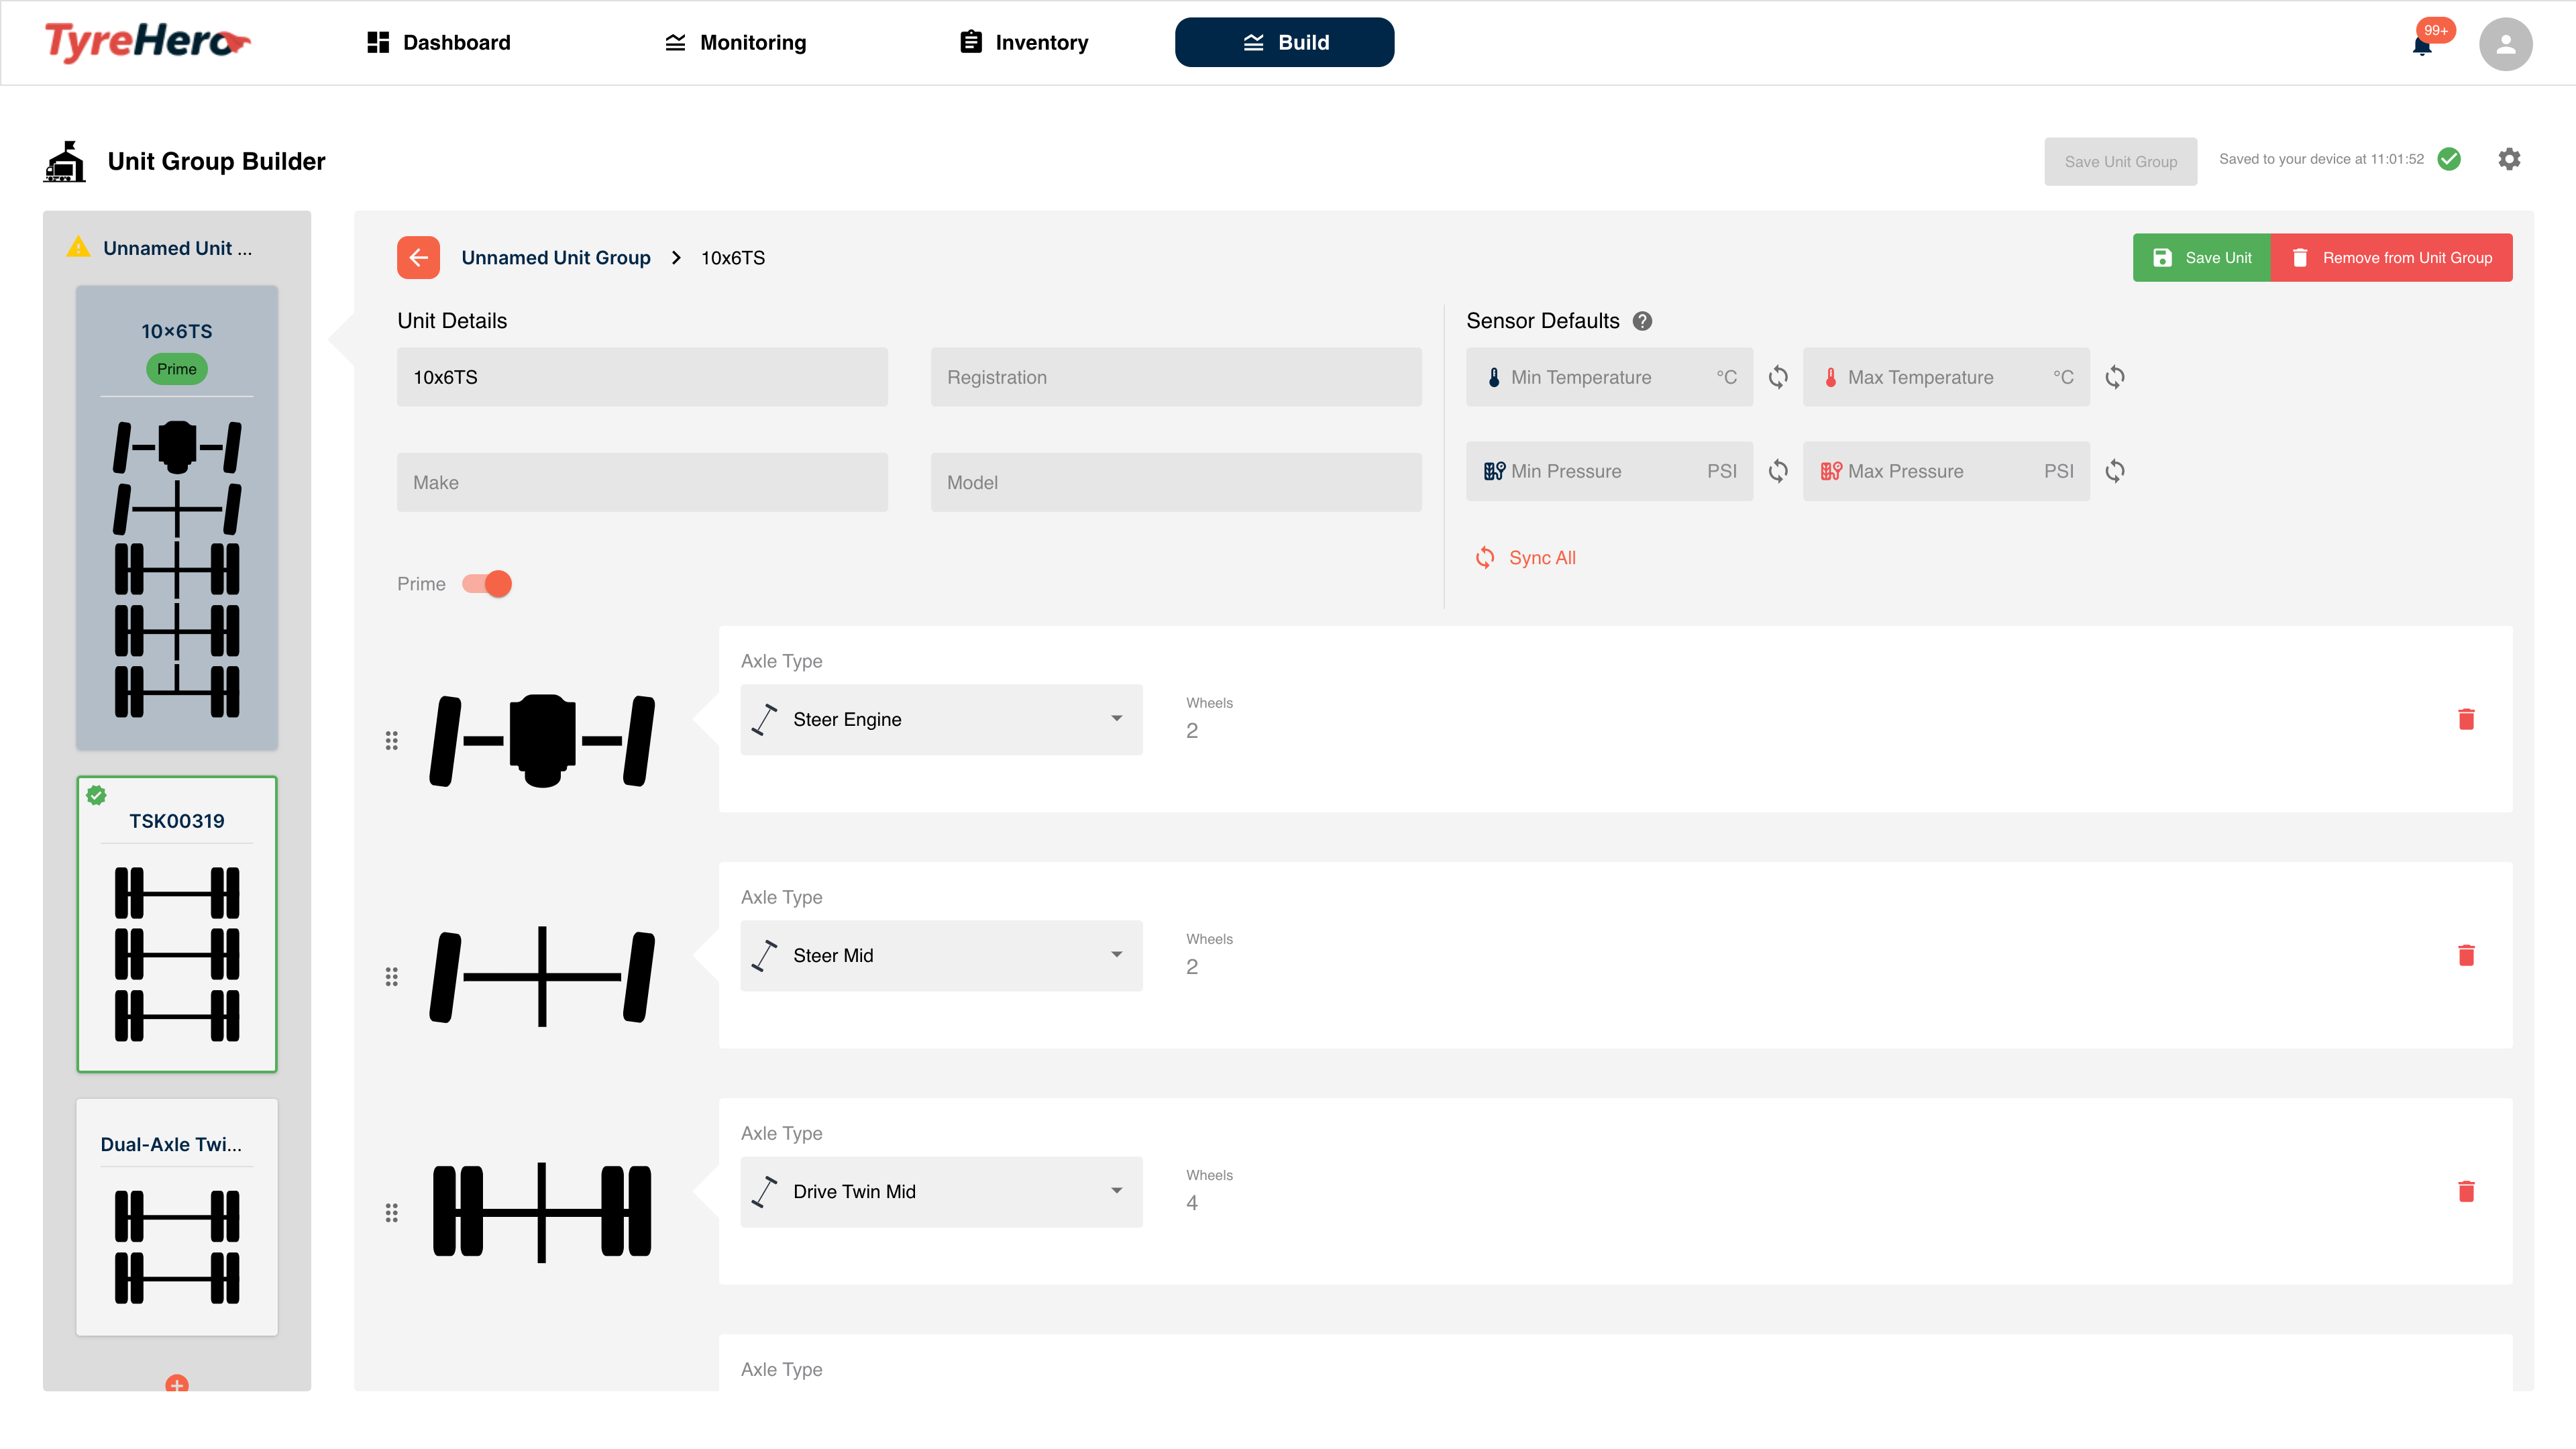 TyreHero
Dashboard
Monitoring
Inventory
Build
99+
Unit Group Builder
Save Unit Group
Saved to your device at 11:01:52
Unnamed Unit ...
10x6TS
Prime
TSK00319
Dual-Axle Twi...
Unnamed Unit Group > 10x6TS
Save Unit
Remove from Unit Group
Unit Details
10x6TS
Registration
Make
Model
Prime
Sensor Defaults ?
Min Temperature °C
Max Temperature °C
Min Pressure PSI
Max Pressure PSI
Sync All
Axle Type
Steer Engine
Wheels
2
Axle Type
Steer Mid
Wheels
2
Axle Type
Drive Twin Mid
Wheels
4
Axle Type